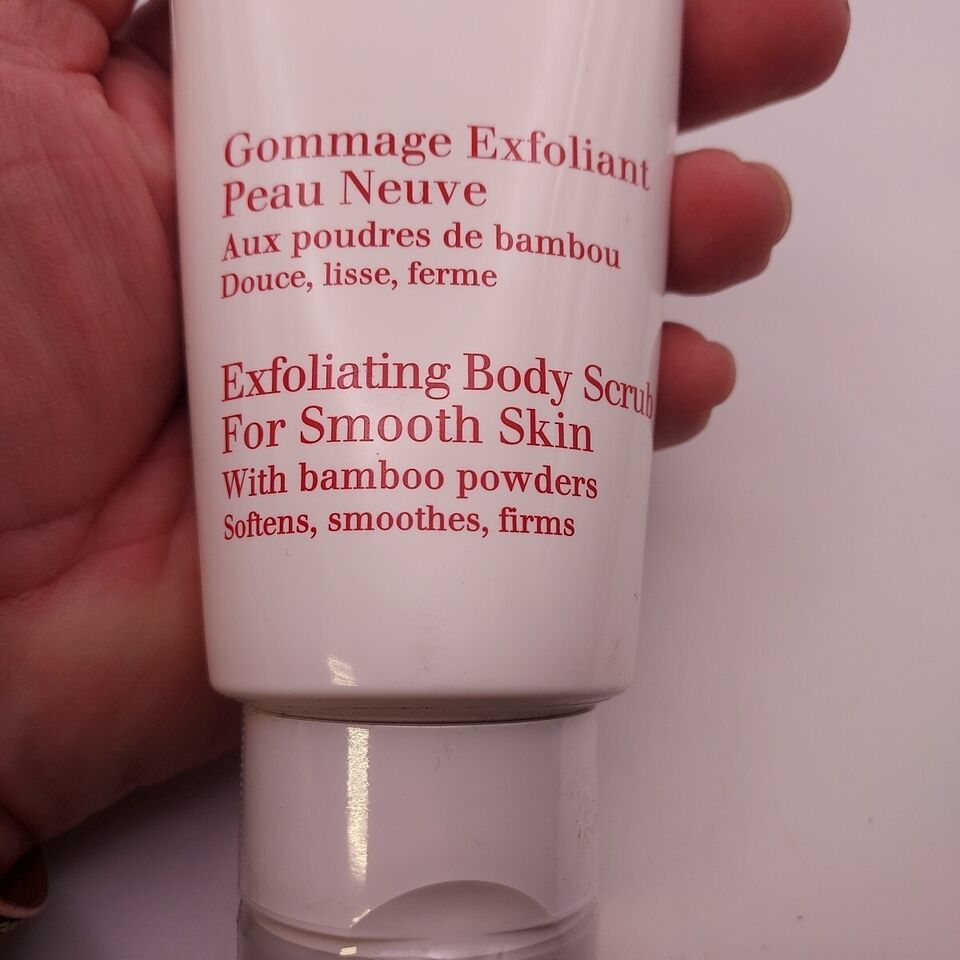 Gommage Exfoliant
Peau Neuve
Aux poudres de bambou
Douce, lisse, ferme
Exfoliating Body Scrub
For Smooth Skin
With bamboo powders
Softens, smoothes, firms